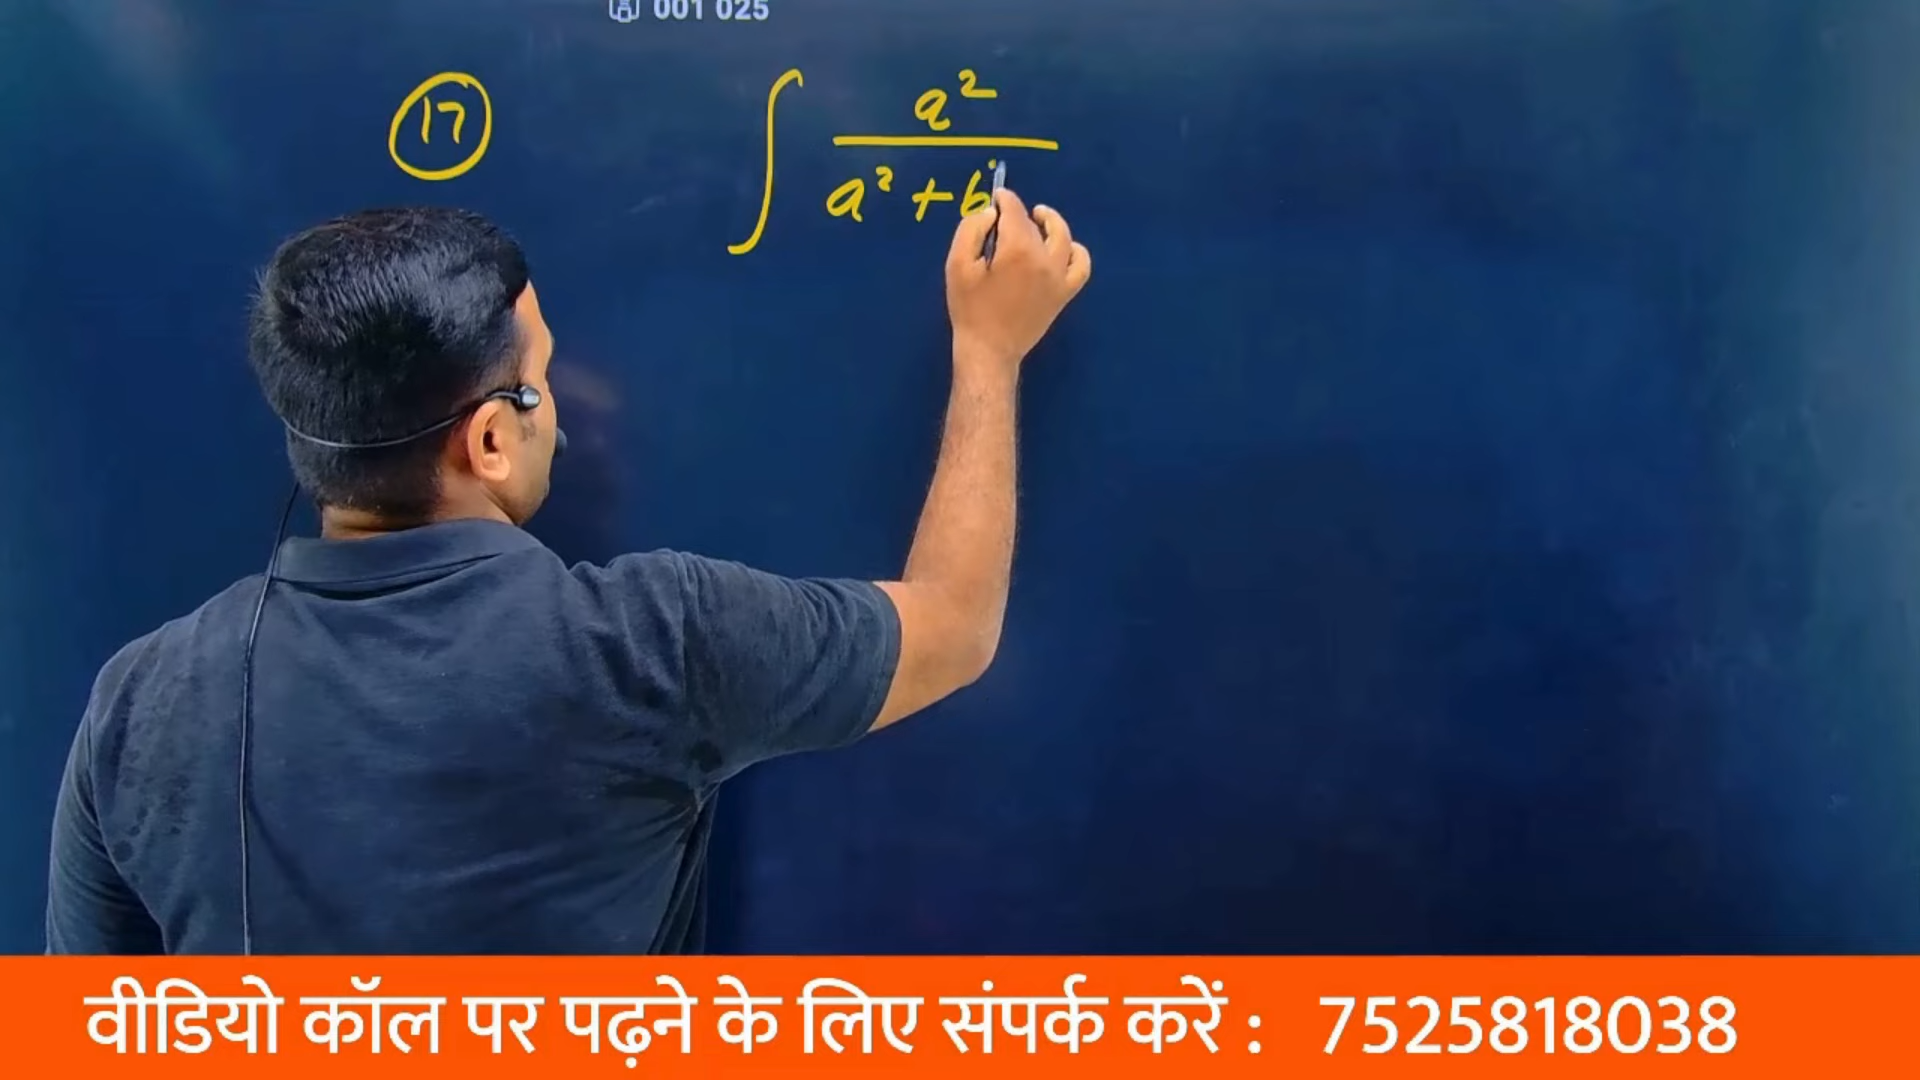 001 025
17 ∫ a²/(a² + b
वीडियो कॉल पर पढ़ने के लिए संपर्क करें : 7525818038